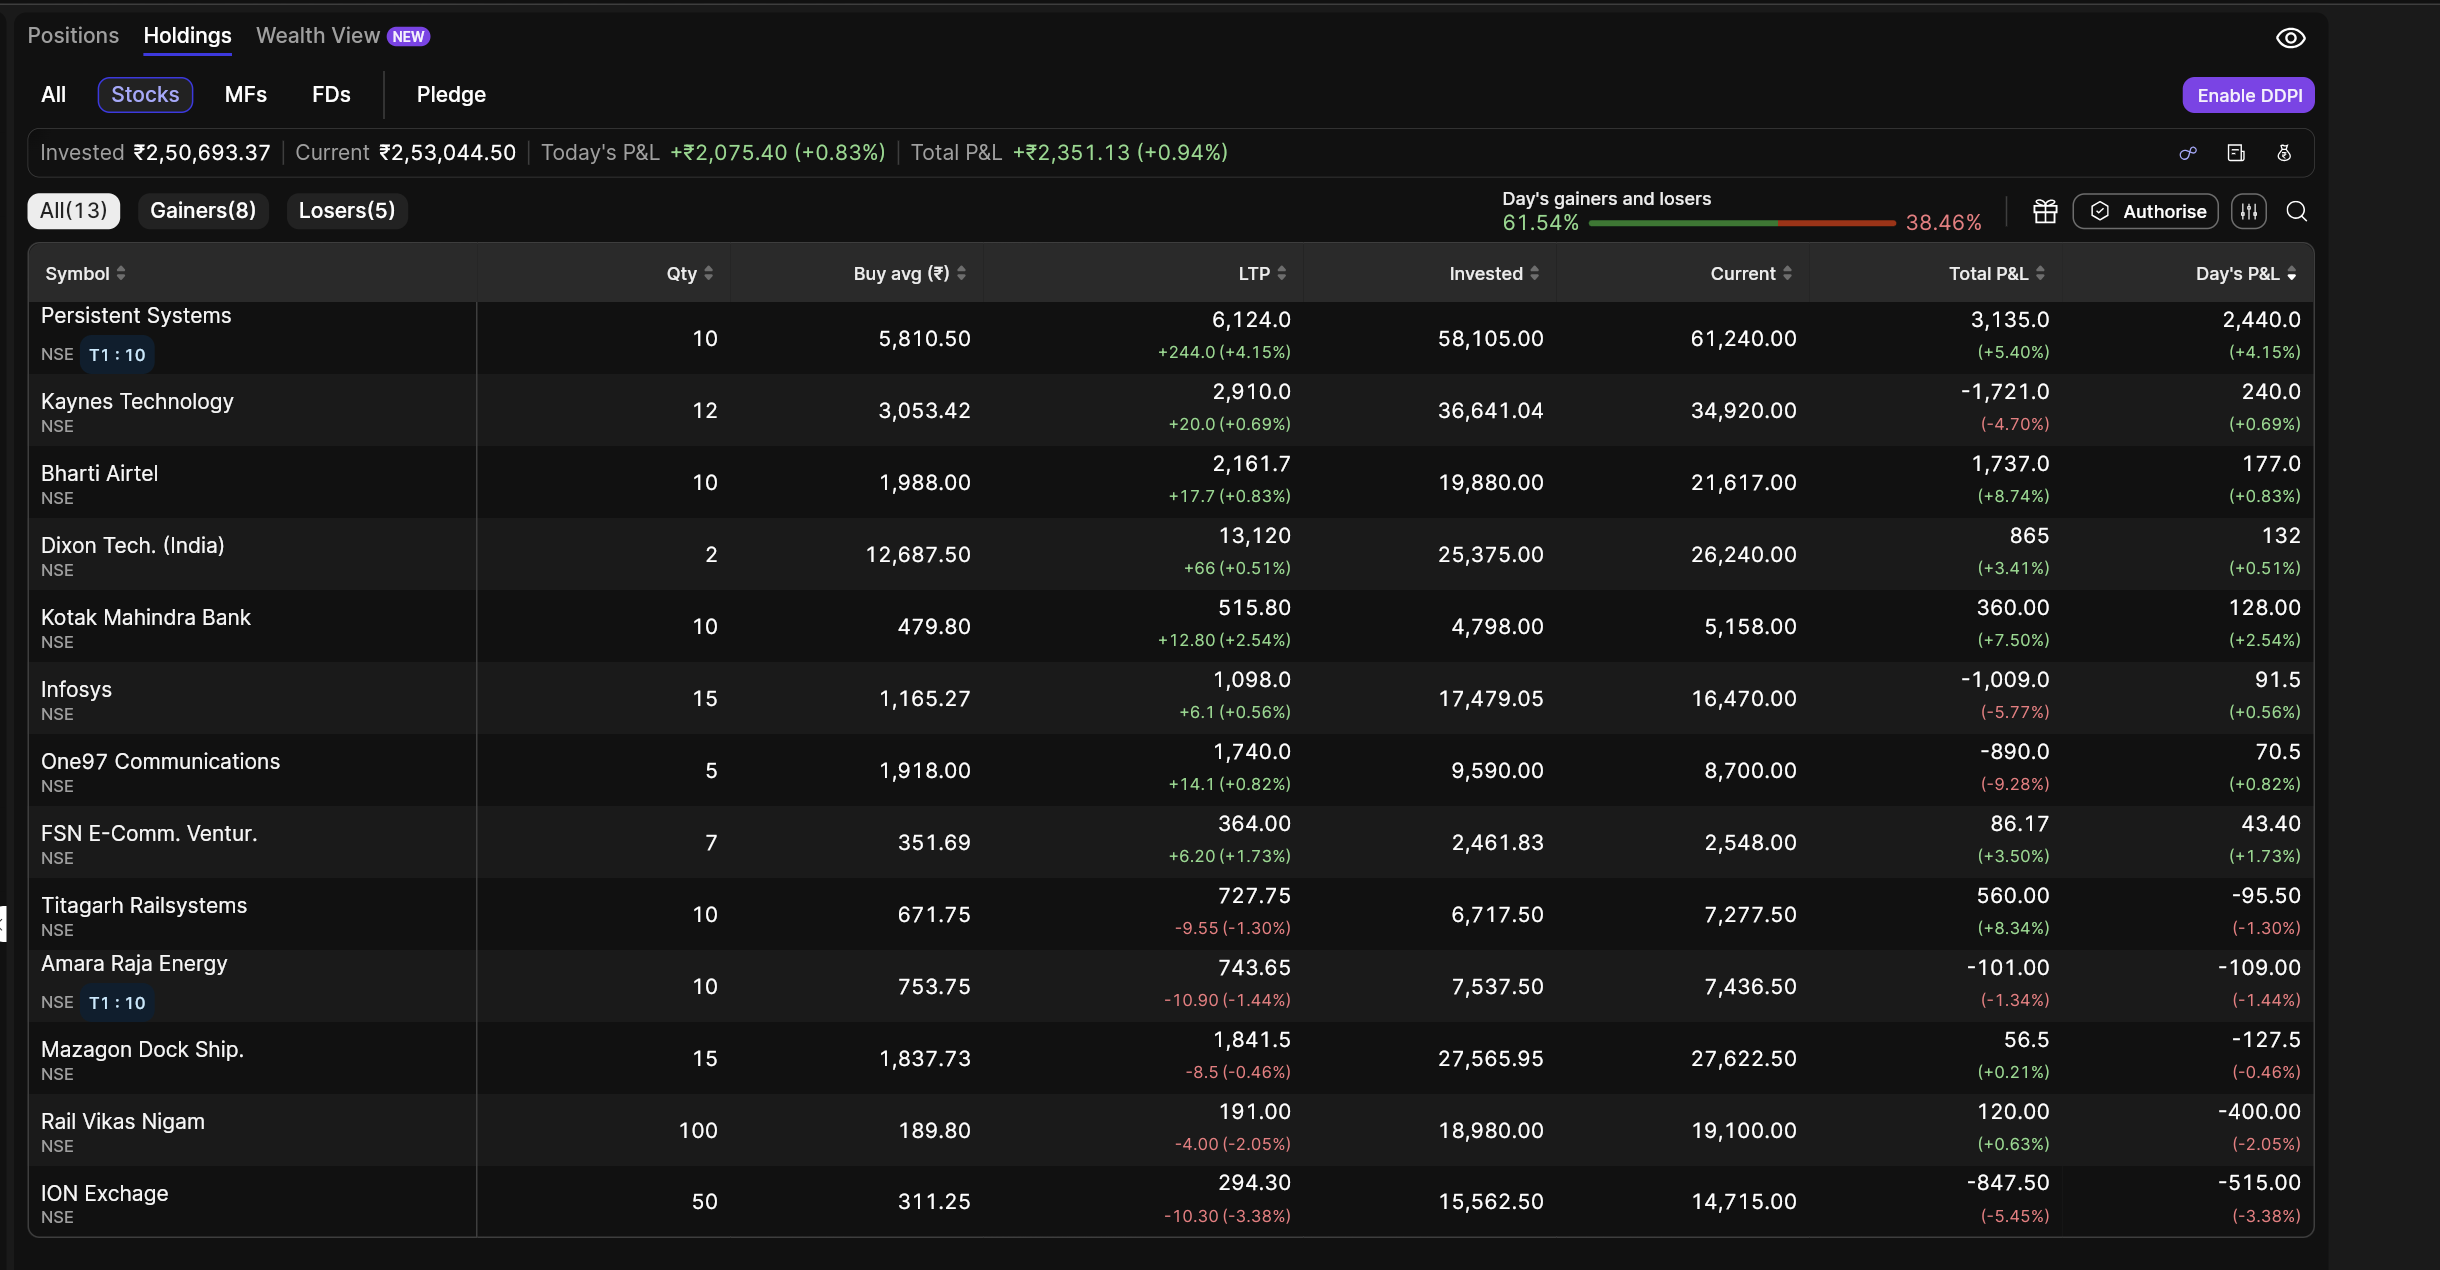 Positions Holdings Wealth View NEW
All Stocks MFs FDs Pledge Enable DDPI
Invested ₹2,50,693.37 Current ₹2,53,044.50 Today's P&L +₹2,075.40 (+0.83%) Total P&L +₹2,351.13 (+0.94%)
All(13) Gainers(8) Losers(5)
Day's gainers and losers
61.54% 38.46% Authorise
Symbol Qty Buy avg (₹) LTP Invested Current Total P&L Day's P&L
Persistent Systems 10 5,810.50 6,124.0 58,105.00 61,240.00 3,135.0 2,440.0
NSE T1 : 10 +244.0 (+4.15%) (+5.40%) (+4.15%)
Kaynes Technology 12 3,053.42 2,910.0 36,641.04 34,920.00 -1,721.0 240.0
NSE +20.0 (+0.69%) (-4.70%) (+0.69%)
Bharti Airtel 10 1,988.00 2,161.7 19,880.00 21,617.00 1,737.0 177.0
NSE +17.7 (+0.83%) (+8.74%) (+0.83%)
Dixon Tech. (India) 2 12,687.50 13,120 25,375.00 26,240.00 865 132
NSE +66 (+0.51%) (+3.41%) (+0.51%)
Kotak Mahindra Bank 10 479.80 515.80 4,798.00 5,158.00 360.00 128.00
NSE +12.80 (+2.54%) (+7.50%) (+2.54%)
Infosys 15 1,165.27 1,098.0 17,479.05 16,470.00 -1,009.0 91.5
NSE +6.1 (+0.56%) (-5.77%) (+0.56%)
One97 Communications 5 1,918.00 1,740.0 9,590.00 8,700.00 -890.0 70.5
NSE +14.1 (+0.82%) (-9.28%) (+0.82%)
FSN E-Comm. Ventur. 7 351.69 364.00 2,461.83 2,548.00 86.17 43.40
NSE +6.20 (+1.73%) (+3.50%) (+1.73%)
Titagarh Railsystems 10 671.75 727.75 6,717.50 7,277.50 560.00 -95.50
NSE -9.55 (-1.30%) (+8.34%) (-1.30%)
Amara Raja Energy 10 753.75 743.65 7,537.50 7,436.50 -101.00 -109.00
NSE T1 : 10 -10.90 (-1.44%) (-1.34%) (-1.44%)
Mazagon Dock Ship. 15 1,837.73 1,841.5 27,565.95 27,622.50 56.5 -127.5
NSE -8.5 (-0.46%) (+0.21%) (-0.46%)
Rail Vikas Nigam 100 189.80 191.00 18,980.00 19,100.00 120.00 -400.00
NSE -4.00 (-2.05%) (+0.63%) (-2.05%)
ION Exchage 50 311.25 294.30 15,562.50 14,715.00 -847.50 -515.00
NSE -10.30 (-3.38%) (-5.45%) (-3.38%)